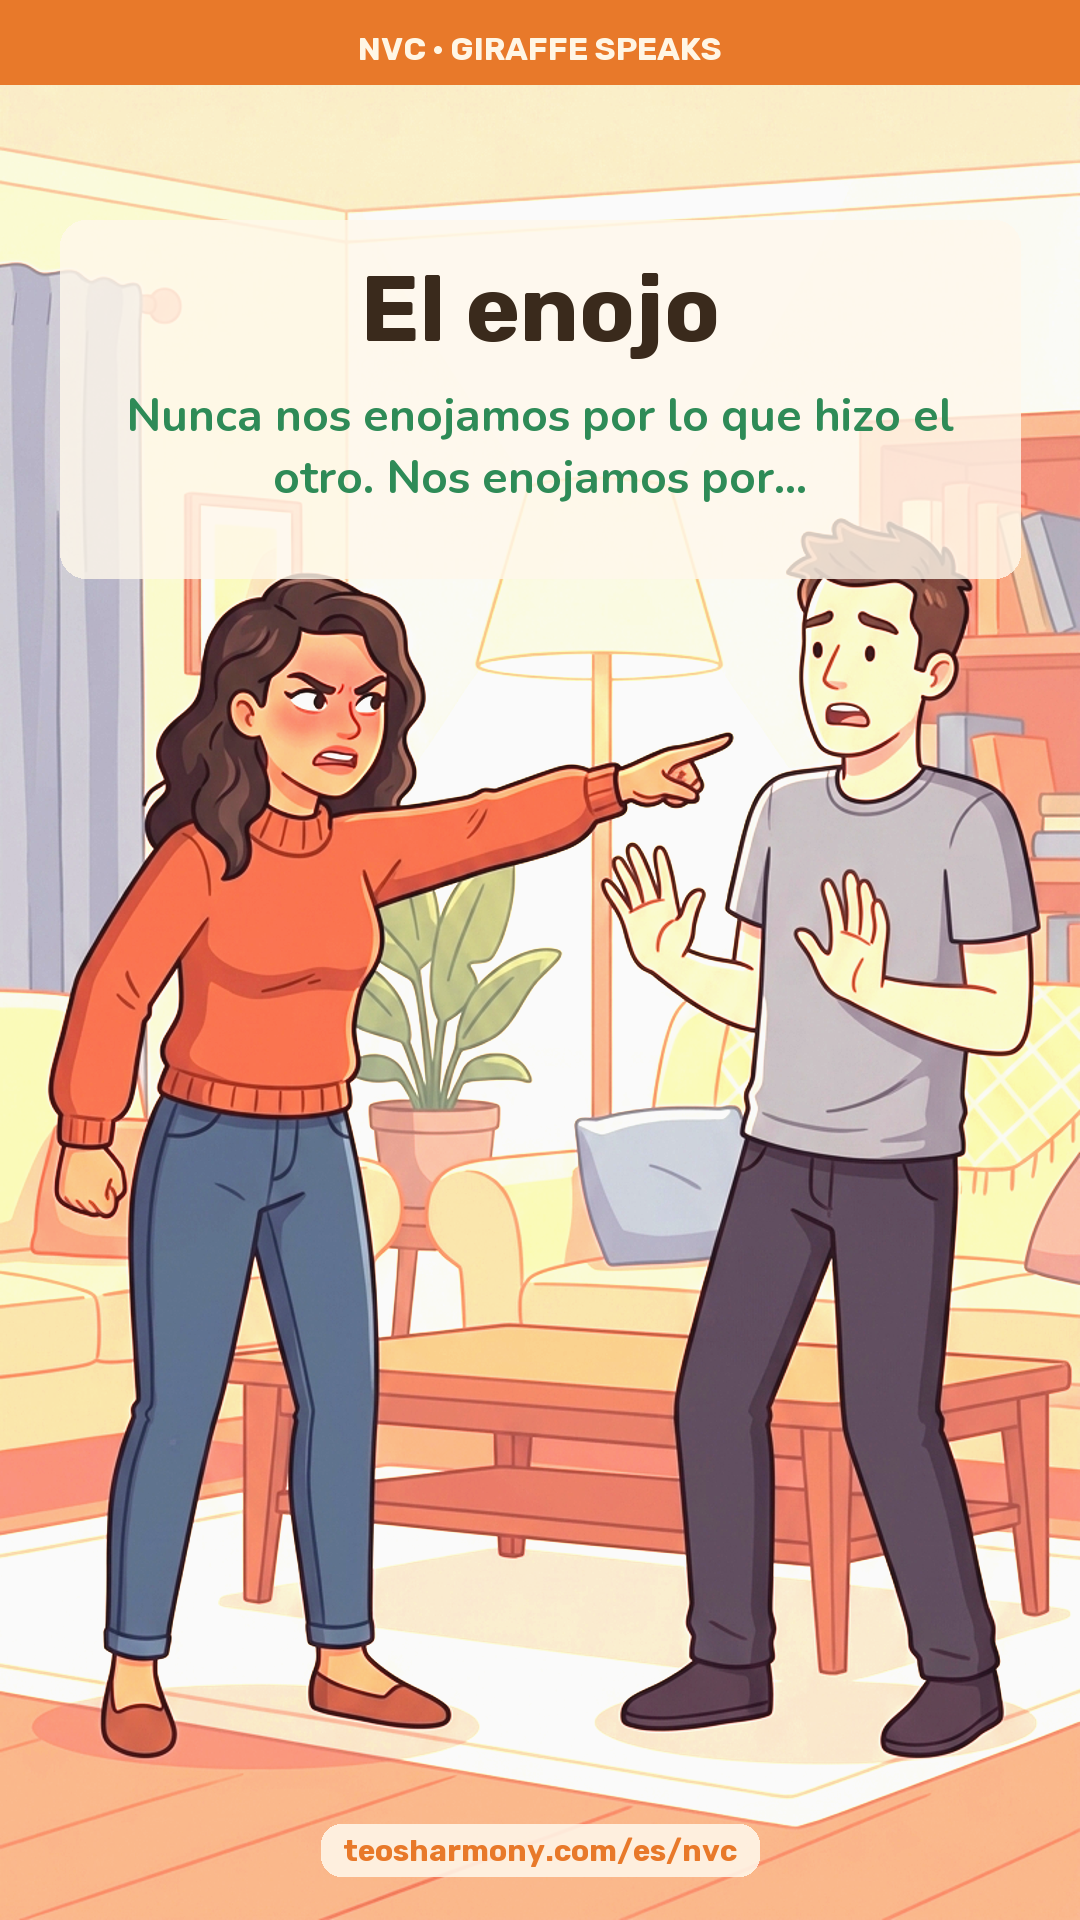 NVC • GIRAFFE SPEAKS
El enojo
Nunca nos enojamos por lo que hizo el
otro. Nos enojamos por...
teosharmony.com/es/nvc